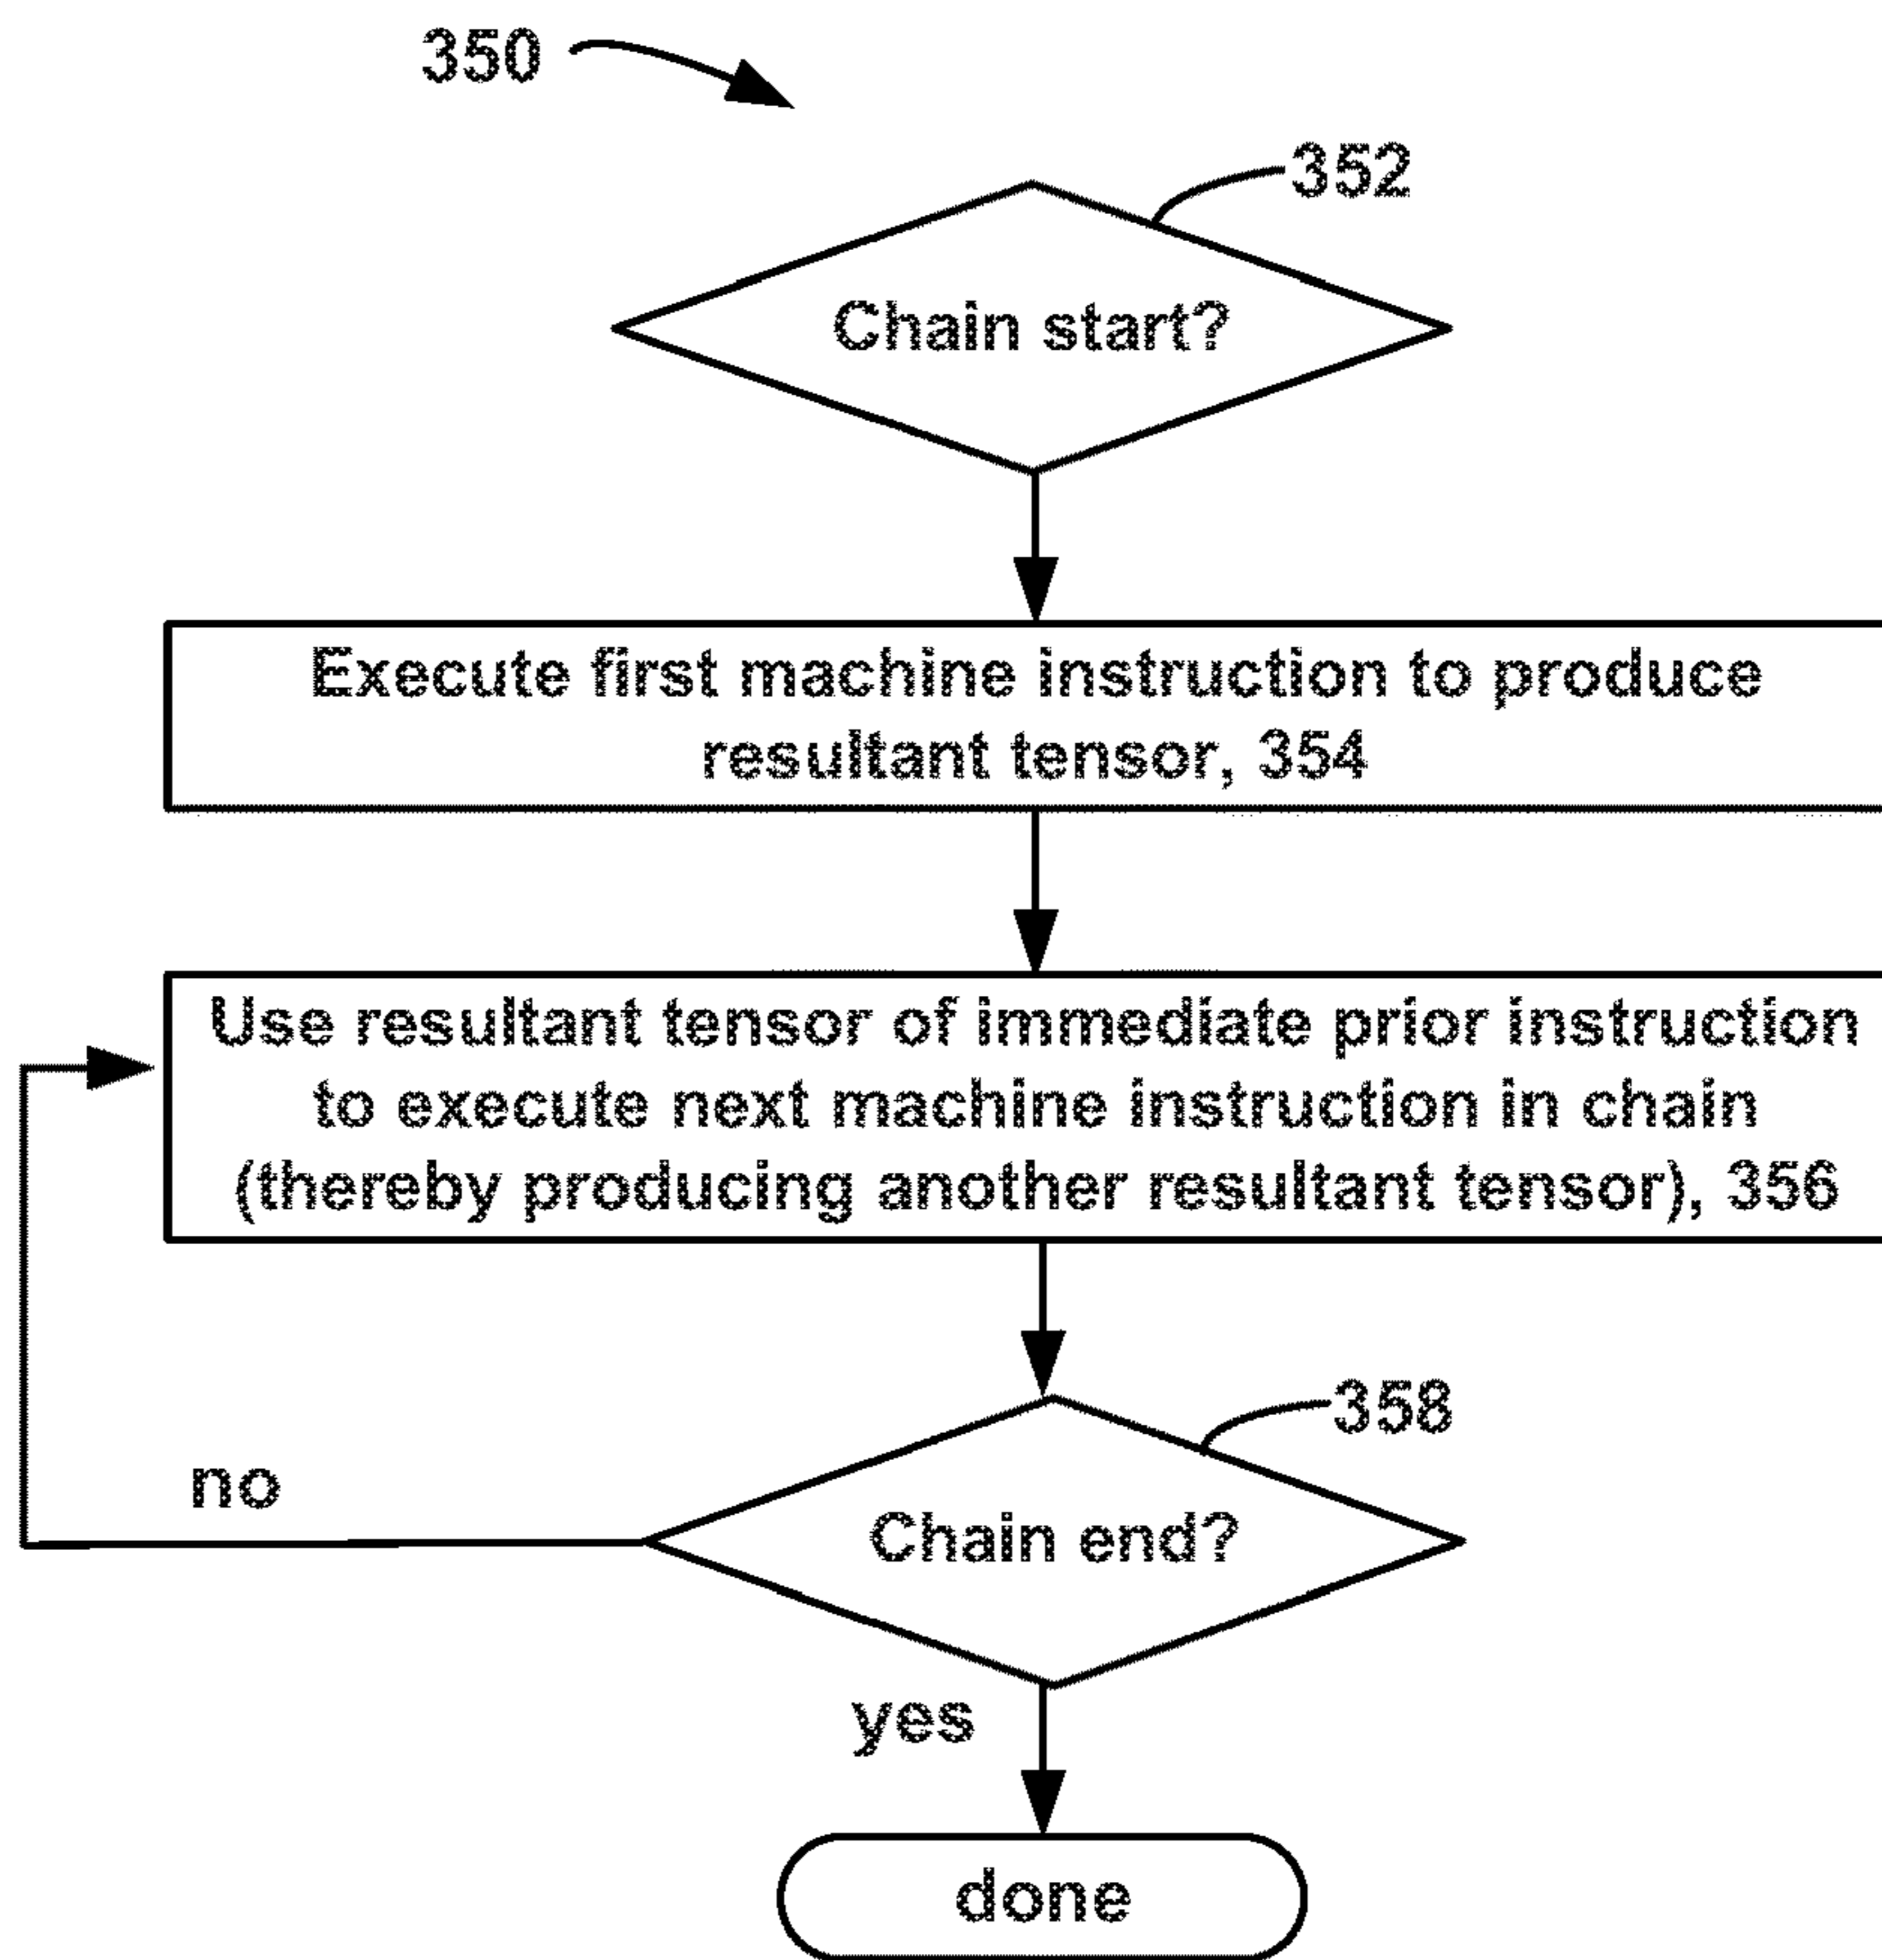 350
352
Chain start?
Execute first machine instruction to produce
resultant tensor, 354
Use resultant tensor of immediate prior instruction
to execute next machine instruction in chain
(thereby producing another resultant tensor), 356
358
no
Chain end?
yes
done